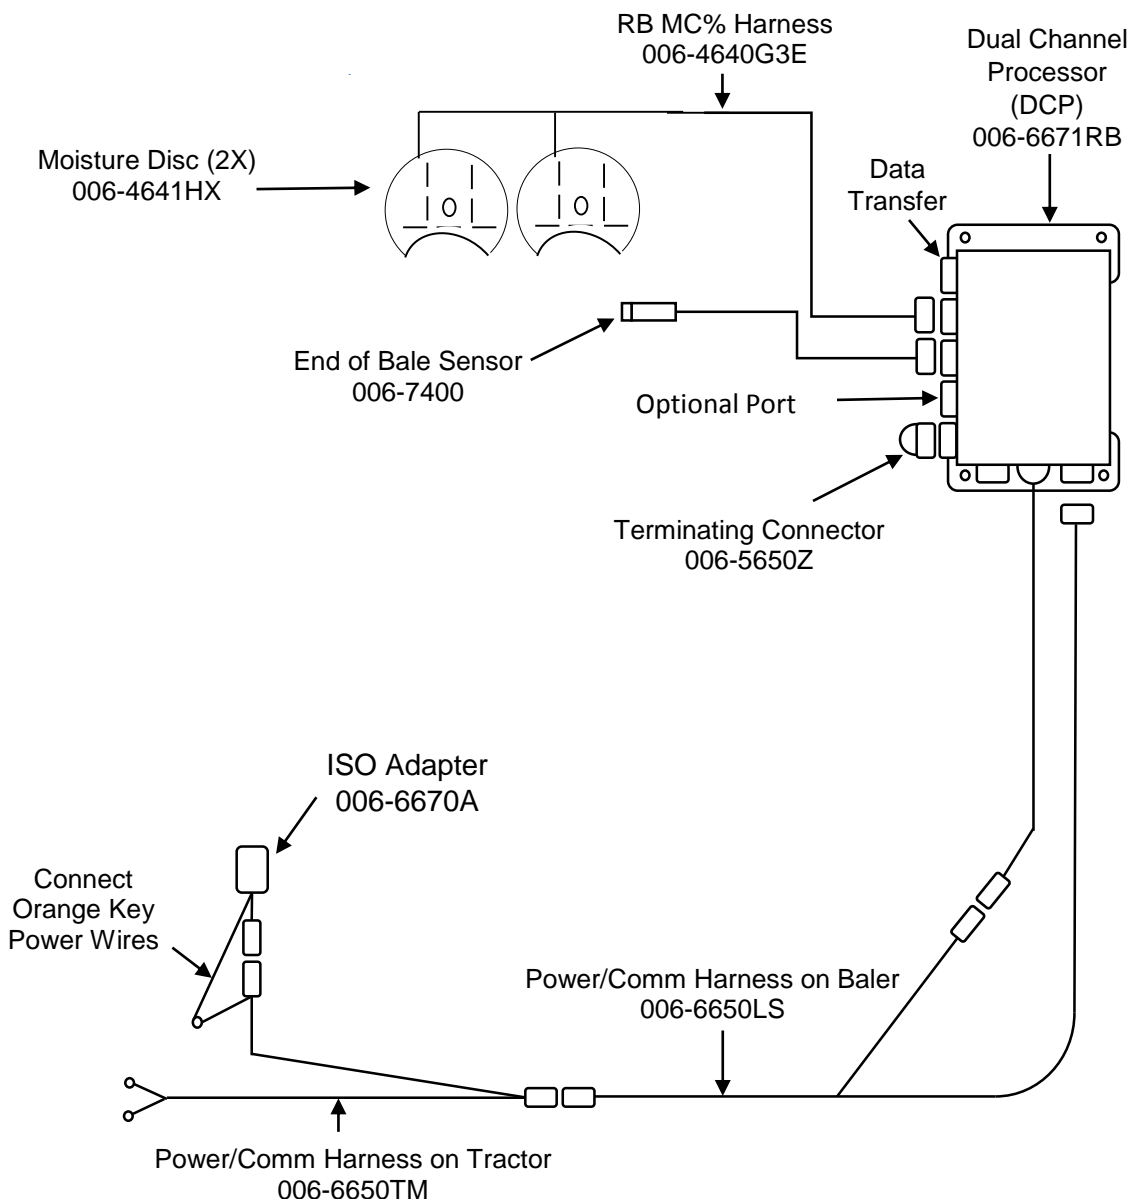 RB MC% Harness
006-4640G3E
Dual Channel
Processor
(DCP)
006-6671RB
Moisture Disc (2X)
006-4641HX
Data
Transfer
End of Bale Sensor
006-7400
Optional Port
Terminating Connector
006-5650Z
ISO Adapter
006-6670A
Connect
Orange Key
Power Wires
Power/Comm Harness on Baler
006-6650LS
Power/Comm Harness on Tractor
006-6650TM